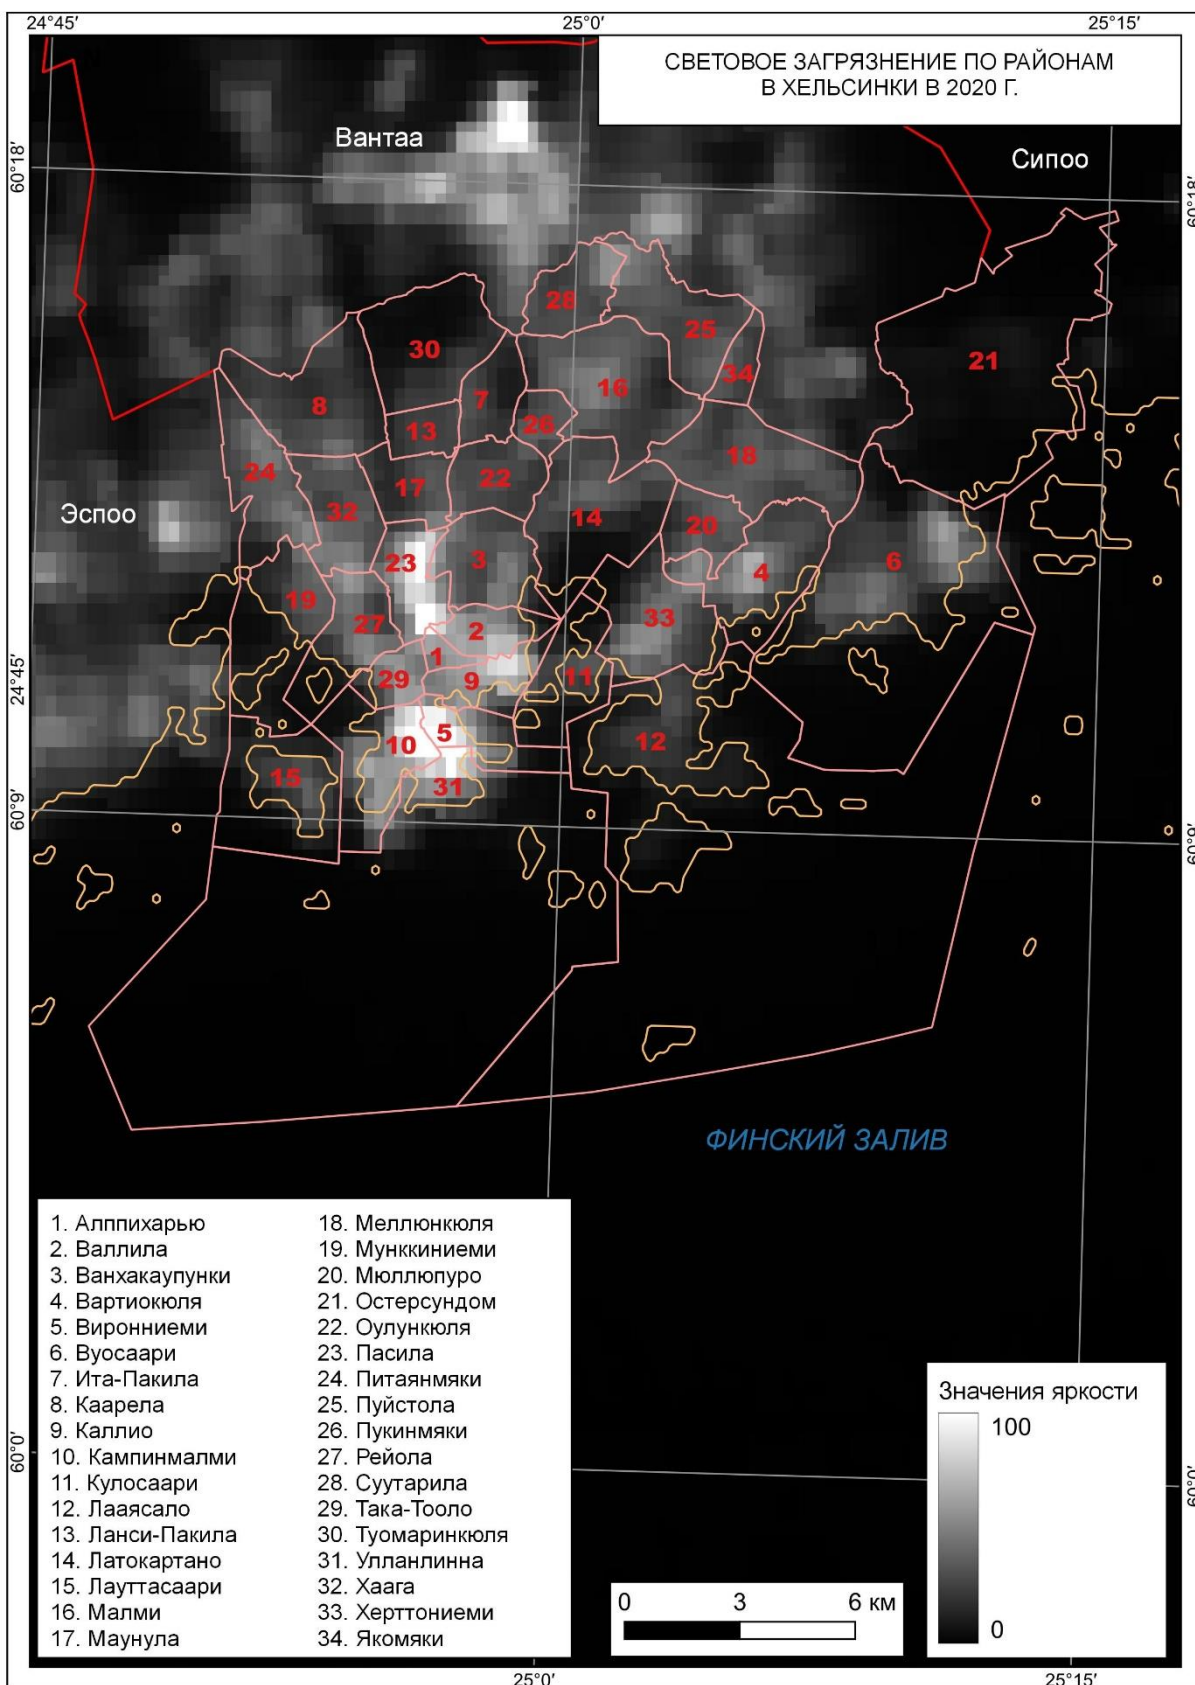 24°45′ 25°0′ 25°15′
СВЕТОВОЕ ЗАГРЯЗНЕНИЕ ПО РАЙОНАМ
В ХЕЛЬСИНКИ В 2020 Г.
Вантаа
Сипоо
60°18′
60°18′
28
25
30
21
34
16
7
8
26
13
18
24
22
17
Эспоо
32
14
20
3
23
6
4
19
33
27
2
1
24°45′
29
9
11
5
12
10
15
31
60°9′
60°9′
ФИНСКИЙ ЗАЛИВ
1. Алппихарью
2. Валлила
3. Ванхакаупунки
4. Вартиокюля
5. Виронниеми
6. Вуосаари
7. Ита-Пакила
8. Каарела
9. Каллио
10. Кампинмалми
11. Кулосаари
12. Лааясало
13. Ланси-Пакила
14. Латокартано
15. Лауттасаари
16. Малми
17. Маунула
18. Меллюнкюля
19. Мунккиниеми
20. Мюллюпуро
21. Остерсундом
22. Оулункюля
23. Пасила
24. Питаянмяки
25. Пуйстола
26. Пукинмяки
27. Рейола
28. Суутарила
29. Така-Тооло
30. Туомаринкюля
31. Улланлинна
32. Хаага
33. Херттониеми
34. Якомяки
Значения яркости
100
0
0 3 6 км
60°0′
60°0′
25°0′ 25°15′